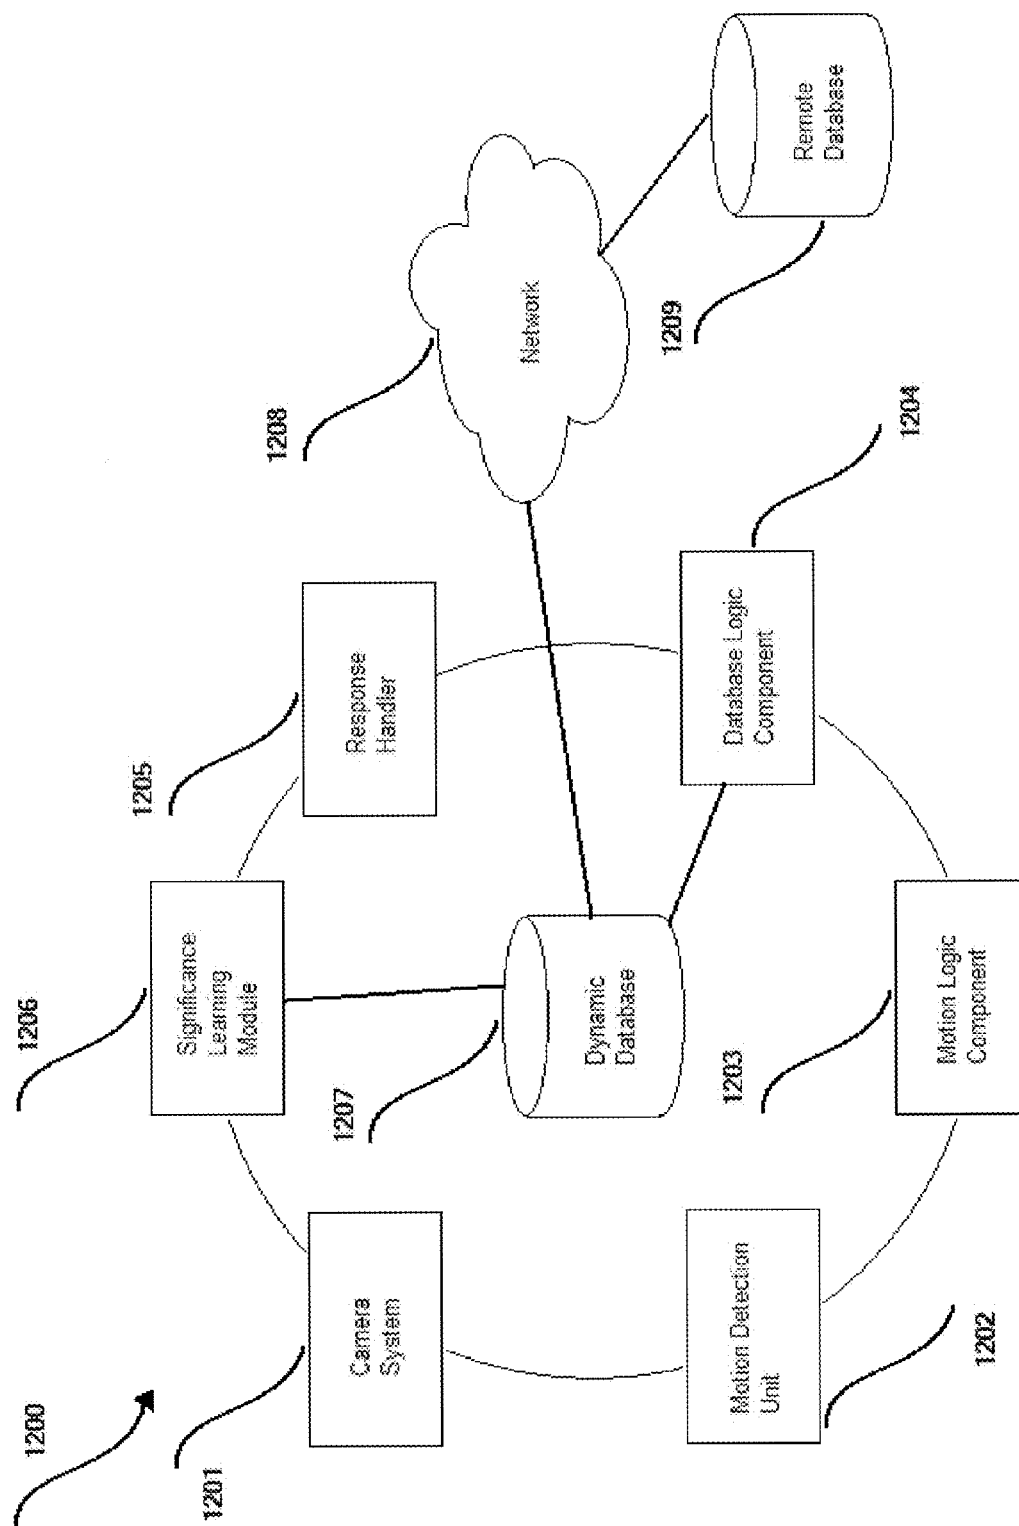 1200
1201
Camera
System
1202
Motion Detection
Unit
1206
Significance
Learning
Module
1207
Dynamic
Database
1203
Motion Logic
Component
1205
Response
Handler
1204
Database Logic
Component
1208
Network
1209
Remote
Database